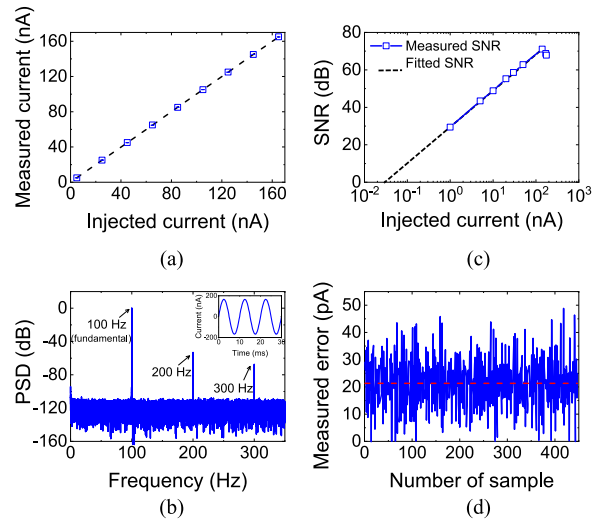 Measured current (nA)
160
120
80
40
0
0 40 80 120 160
Injected current (nA)
(a)
SNR (dB)
80
60
40
20
0
Measured SNR
Fitted SNR
10⁻² 10⁻¹ 10⁰ 10¹ 10² 10³
Injected current (nA)
(c)
PSD (dB)
0
-40
-80
-120
-160
100 Hz
(fundamental)
200 Hz
300 Hz
Current (nA)
200
0
-200
0 10 20 30
Time (ms)
0 100 200 300
Frequency (Hz)
(b)
Measured error (pA)
50
40
30
20
10
0
0 100 200 300 400
Number of sample
(d)